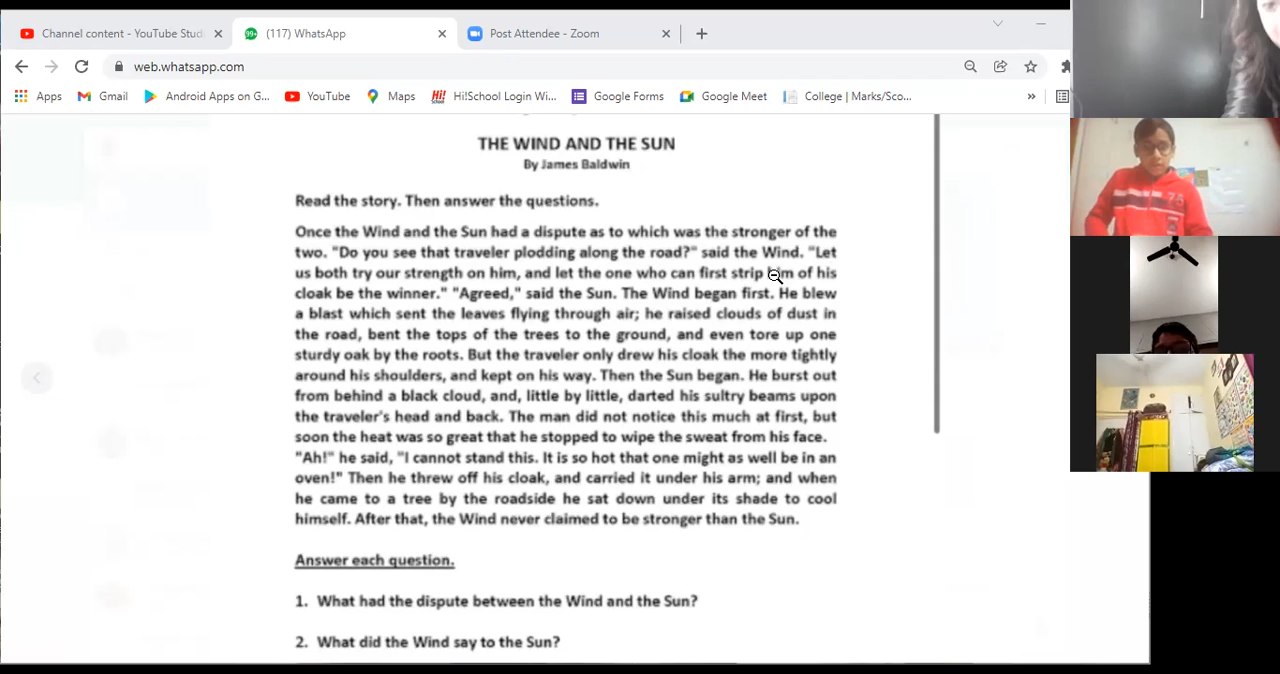 Channel content - YouTube Stud
99+ (117) WhatsApp
Post Attendee - Zoom
web.whatsapp.com
Apps
Gmail
Android Apps on G...
YouTube
Maps
Hi! Hi!School Login Wi...
Google Forms
Google Meet
College | Marks/Sco...
»
THE WIND AND THE SUN
By James Baldwin
Read the story. Then answer the questions.
Once the Wind and the Sun had a dispute as to which was the stronger of the
two. "Do you see that traveler plodding along the road?" said the Wind. "Let
us both try our strength on him, and let the one who can first strip him of his
cloak be the winner." "Agreed," said the Sun. The Wind began first. He blew
a blast which sent the leaves flying through air; he raised clouds of dust in
the road, bent the tops of the trees to the ground, and even tore up one
sturdy oak by the roots. But the traveler only drew his cloak the more tightly
around his shoulders, and kept on his way. Then the Sun began. He burst out
from behind a black cloud, and, little by little, darted his sultry beams upon
the traveler's head and back. The man did not notice this much at first, but
soon the heat was so great that he stopped to wipe the sweat from his face.
"Ah!" he said, "I cannot stand this. It is so hot that one might as well be in an
oven!" Then he threw off his cloak, and carried it under his arm; and when
he came to a tree by the roadside he sat down under its shade to cool
himself. After that, the Wind never claimed to be stronger than the Sun.
Answer each question.
1. What had the dispute between the Wind and the Sun?
2. What did the Wind say to the Sun?